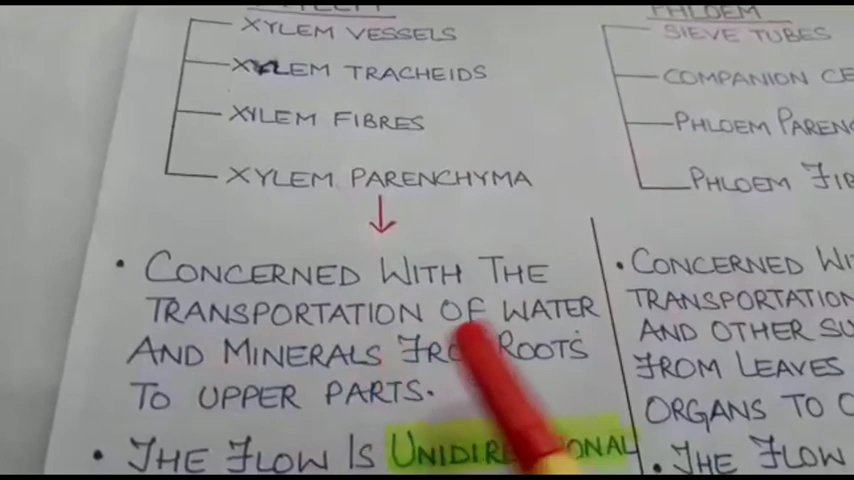 XYLEM
XYLEM VESSELS
XYLEM TRACHEIDS
XYLEM FIBRES
XYLEM PARENCHYMA
• CONCERNED WITH THE
TRANSPORTATION OF WATER
AND MINERALS ROOTS
TO UPPER PARTS.
• THE FLOW IS
PHLOEM
SIEVE TUBES
COMPANION
PHLOEM
PHLOEM
• CONCERNED
TRANSPORTATION
AND OTHER
FROM LEAVES
ORGANS TO
• THE FLOW